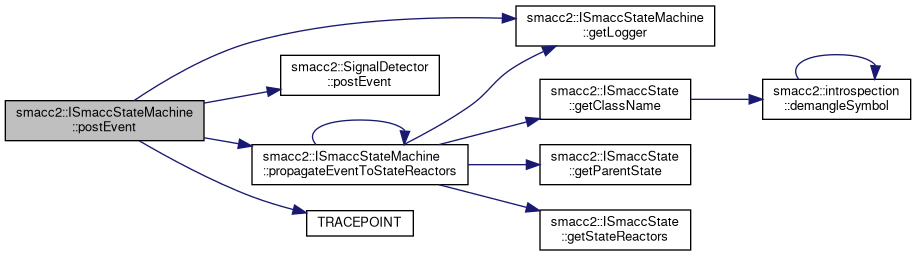 smacc2::ISmaccStateMachine
::postEvent
smacc2::ISmaccStateMachine
::getLogger
smacc2::SignalDetector
::postEvent
smacc2::ISmaccStateMachine
::propagateEventToStateReactors
TRACEPOINT
smacc2::ISmaccState
::getClassName
smacc2::introspection
::demangleSymbol
smacc2::ISmaccState
::getParentState
smacc2::ISmaccState
::getStateReactors